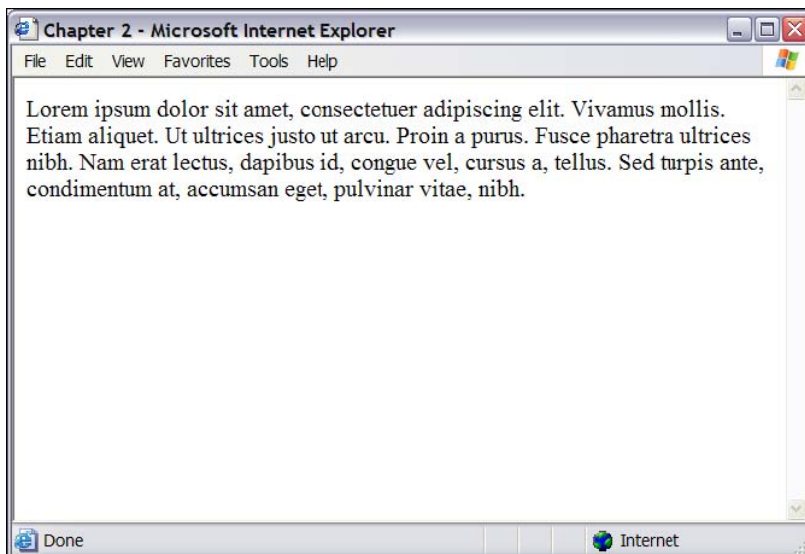 Chapter 2 - Microsoft Internet Explorer
File Edit View Favorites Tools Help
Lorem ipsum dolor sit amet, consectetuer adipiscing elit. Vivamus mollis.
Etiam aliquet. Ut ultrices justo ut arcu. Proin a purus. Fusce pharetra ultrices
nibh. Nam erat lectus, dapibus id, congue vel, cursus a, tellus. Sed turpis ante,
condimentum at, accumsan eget, pulvinar vitae, nibh.
Done Internet